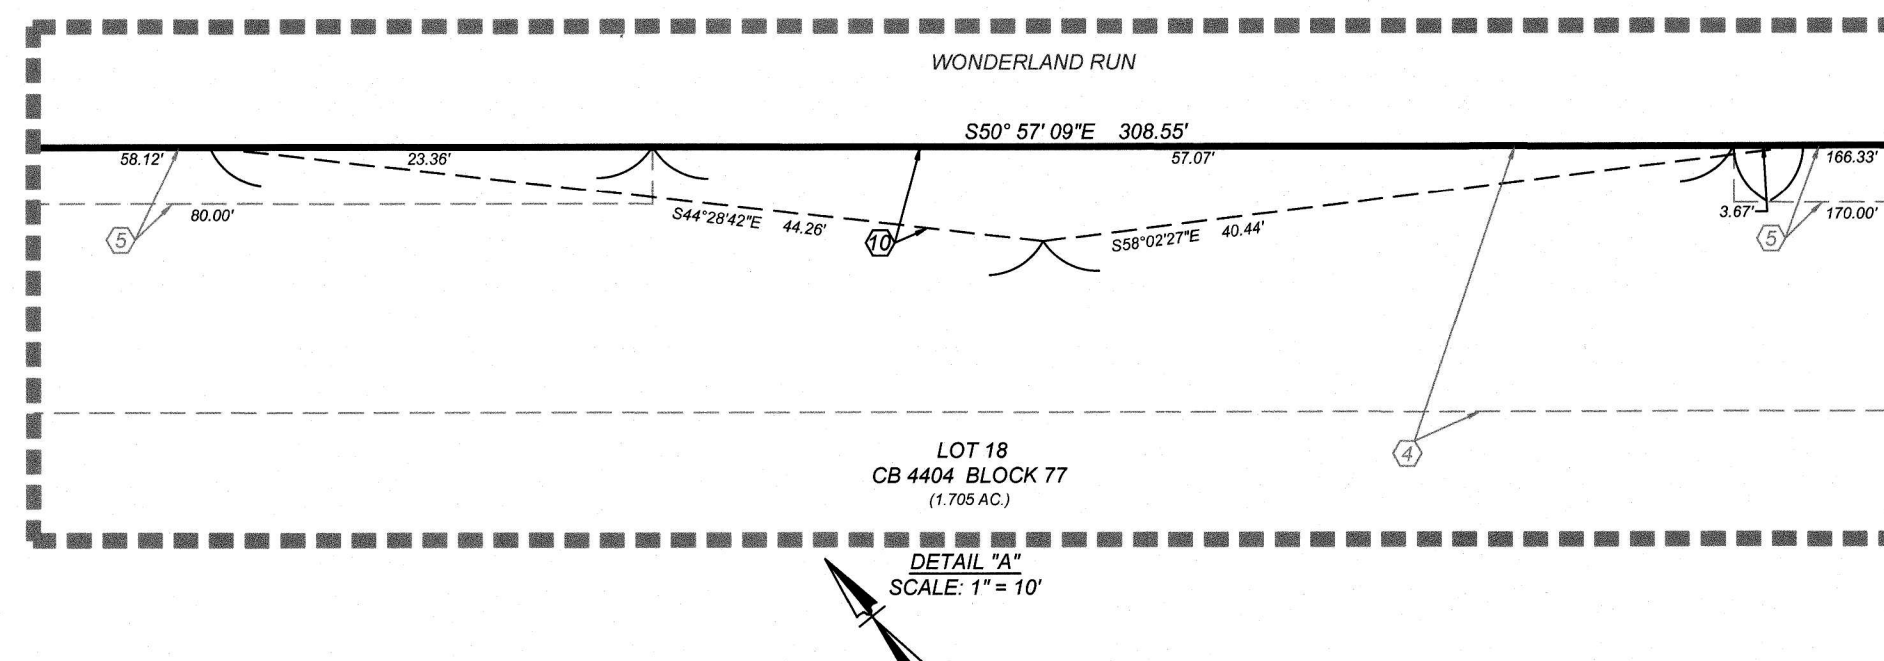 WONDERLAND RUN
S50° 57' 09"E 308.55'
58.12' 23.36' 57.07' 166.33'
80.00' S44°28'42"E 44.26' S58°02'27"E 40.44' 3.67' 170.00'
5 10 5
4
LOT 18
CB 4404 BLOCK 77
(1.705 AC.)
DETAIL "A"
SCALE: 1" = 10'